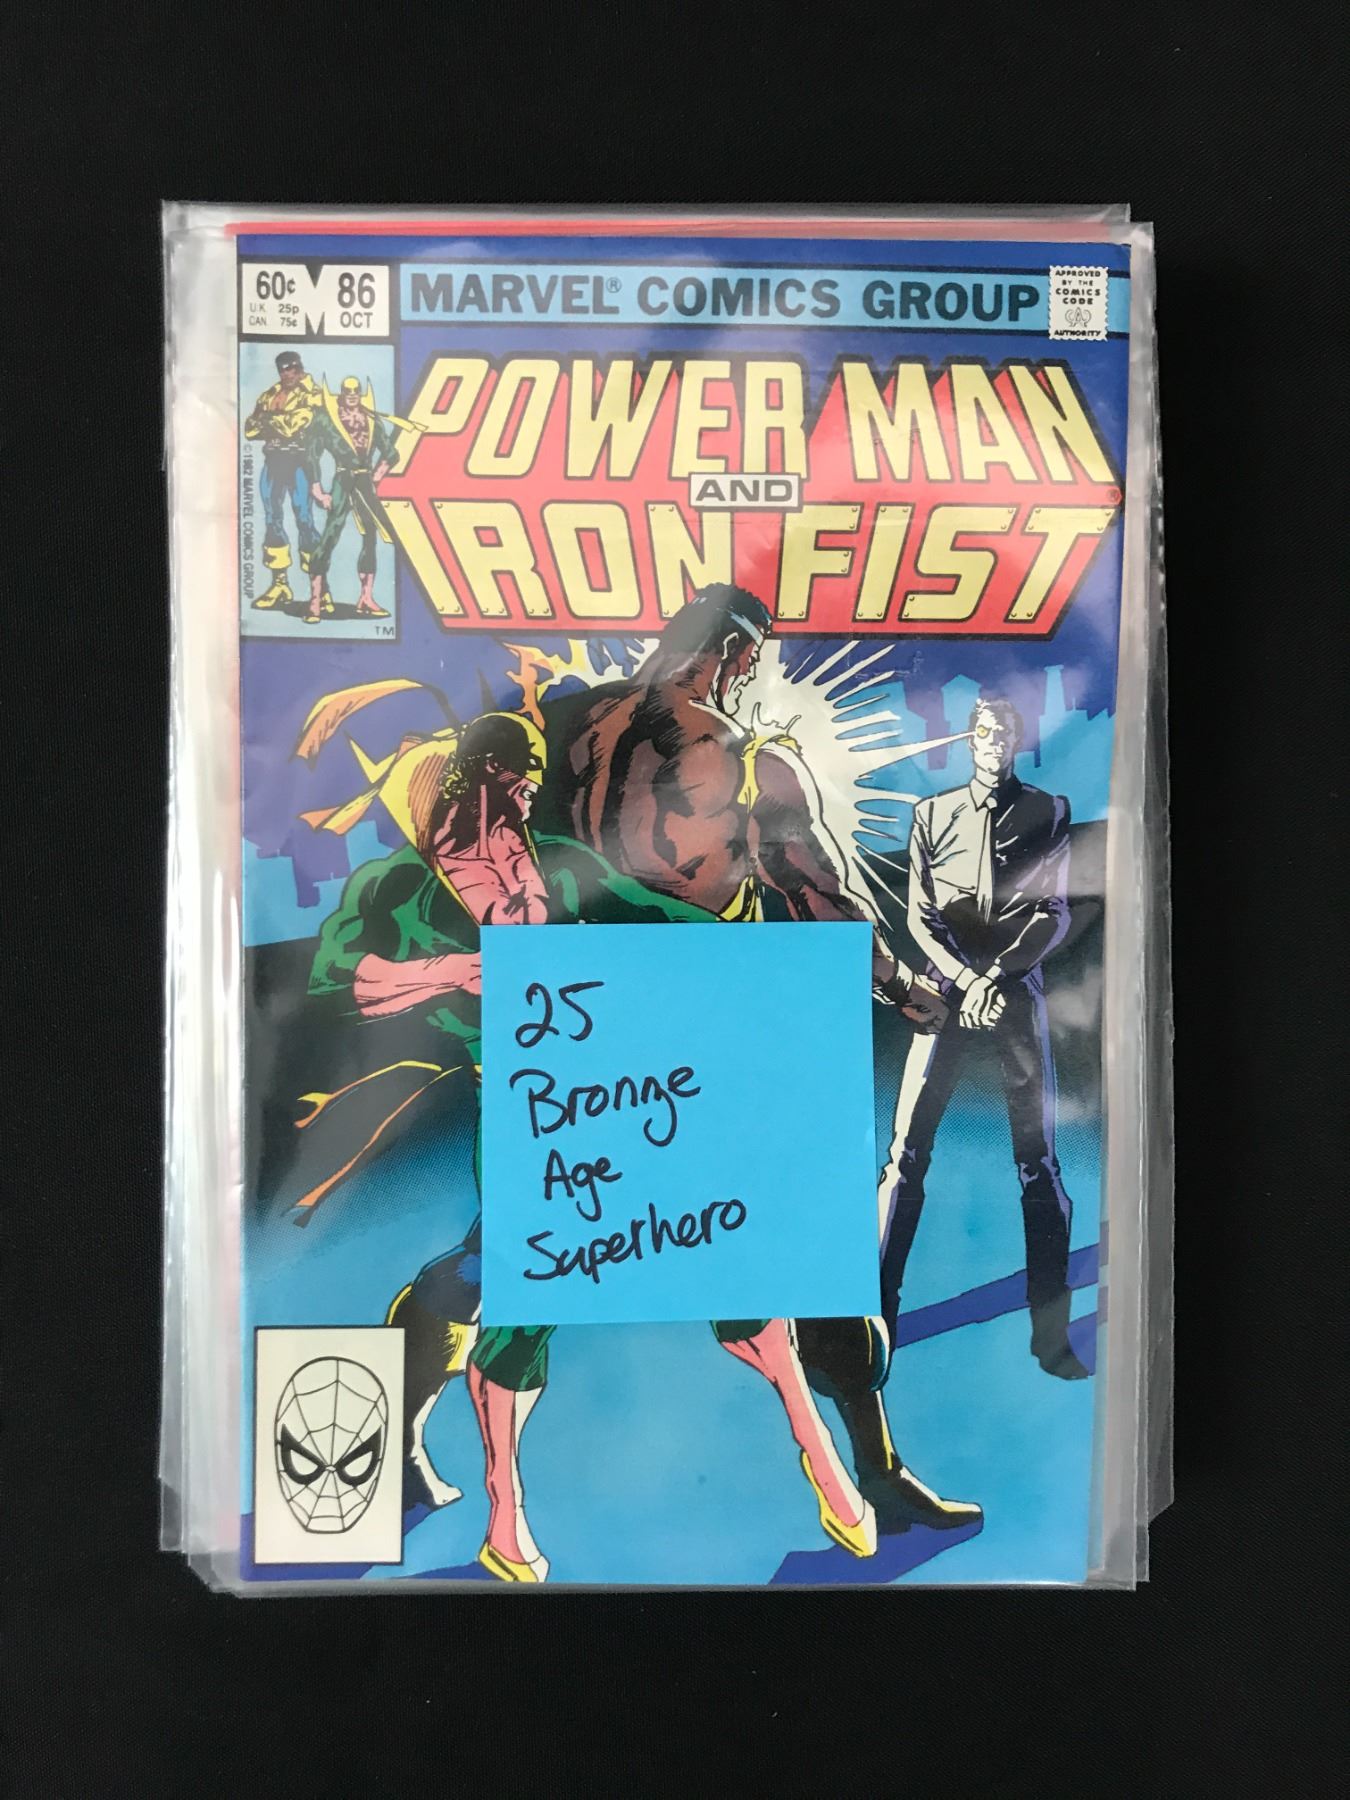 60¢
U.K. 25p
CAN. 75¢
86
OCT
MARVEL® COMICS GROUP
APPROVED
BY THE
COMICS
CODE
CA
AUTHORITY
© 1982 MARVEL COMICS GROUP
TM
POWER MAN
AND
IRON FIST®
25
Bronze
Age
Superhero